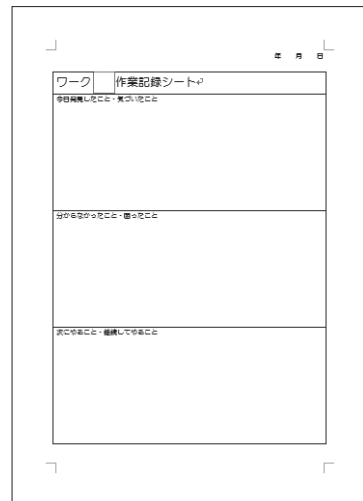 年 月 日
ワーク 作業記録シート↵
今日発見したこと・気づいたこと
分からなかったこと・困ったこと
次にやること・継続してやること